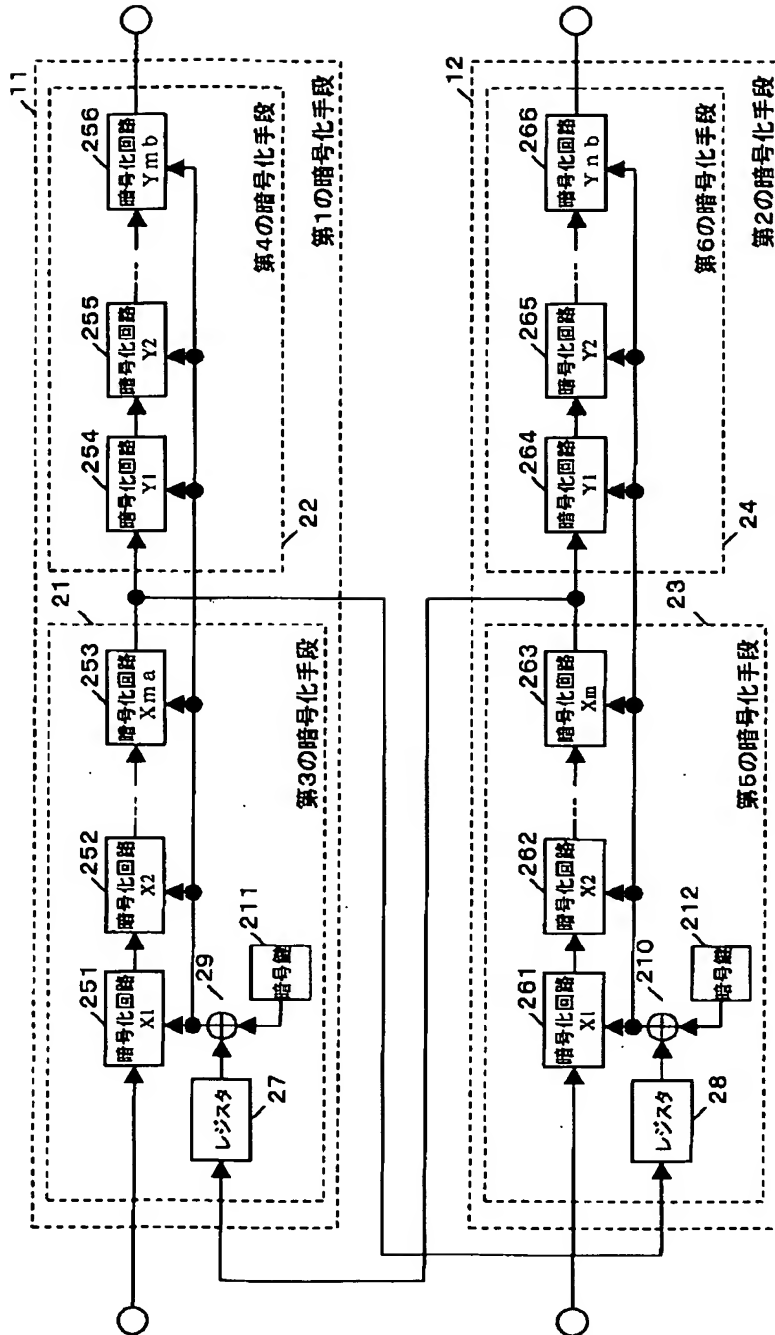 11
第1の暗号化手段
第4の暗号化手段
22
254
暗号化回路
Y1
255
暗号化回路
Y2
256
暗号化回路
Ymb
21
第3の暗号化手段
251
暗号化回路
X1
252
暗号化回路
X2
253
暗号化回路
Xma
29
211
暗号鍵
レジスタ
27
12
第2の暗号化手段
第6の暗号化手段
24
264
暗号化回路
Y1
265
暗号化回路
Y2
266
暗号化回路
Ynb
23
第5の暗号化手段
261
暗号化回路
X1
262
暗号化回路
X2
263
暗号化回路
Xm
210
212
暗号鍵
レジスタ
28